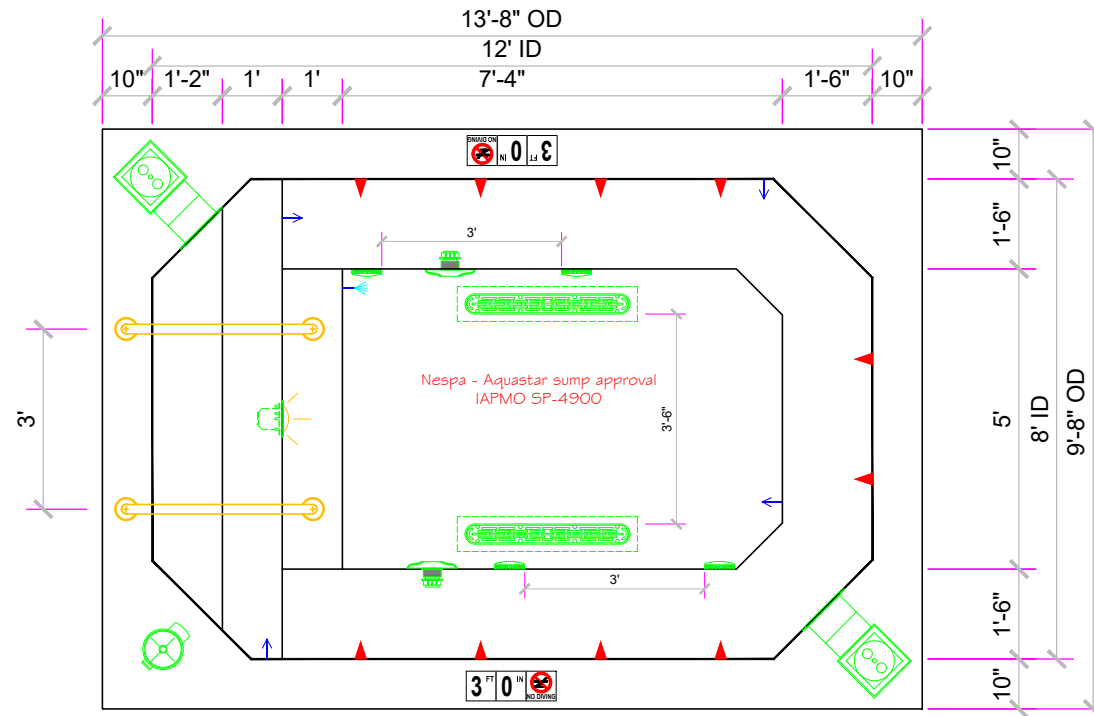 13'-8" OD
12' ID
10" 1'-2" 1' 1' 7'-4" 1'-6" 10"
NO DIVING 0 IN 3 FT
10"
1'-6"
3'
Nespa - Aquastar sump approval
IAPMO SP-4900
3'-6"
3'
5'
8' ID
9'-8" OD
3'
1'-6"
3 FT 0 IN NO DIVING
10"